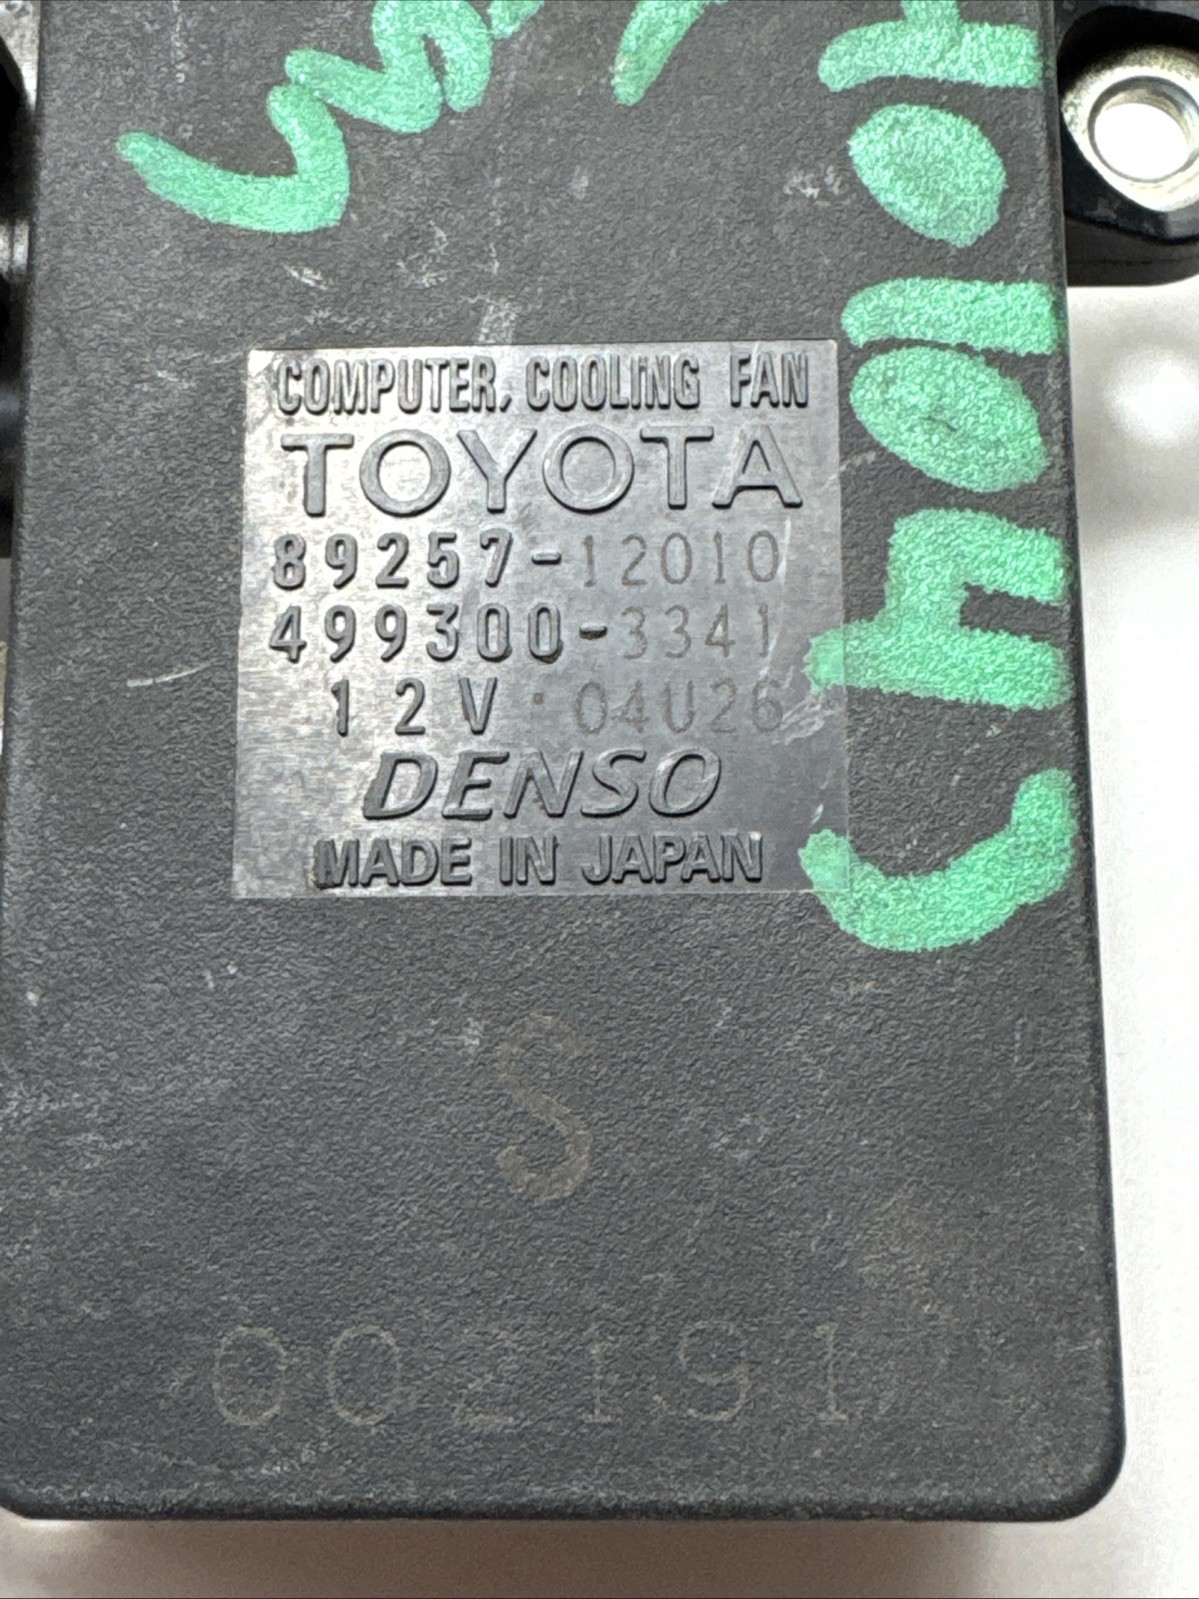 COMPUTER, COOLING FAN
TOYOTA
89257-12010
499300-3341
12V 04U26
DENSO
MADE IN JAPAN
S